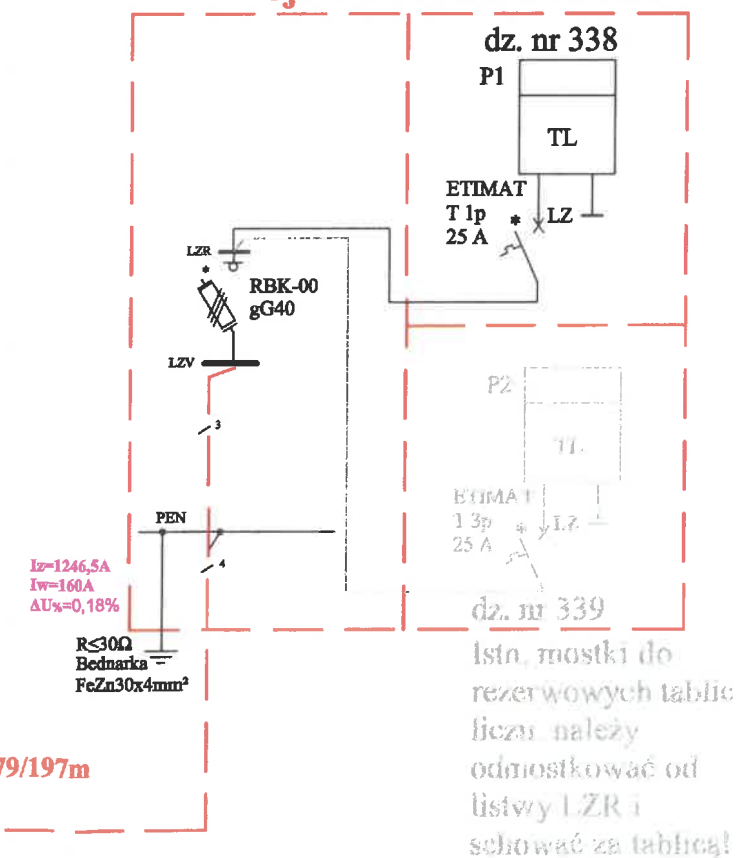 dz. nr 338
P1
TL
ETIMAT
T 1p
25 A
*
LZ
LZR
*
RBK-00
gG40
LZV
3
P2
TL
ETIMAT
1 3p
25 A
*
LZ
PEN
4
Iz=1246,5A
Iw=160A
ΔU%=0,18%
R≤30Ω
Bednarka
FeZn30x4mm²
dz. nr 339
Istn. mostki do
rezerwowych tablic
liczn. należy
odmostkować od
listwy LZR i
schować za tablicą!
79/197m